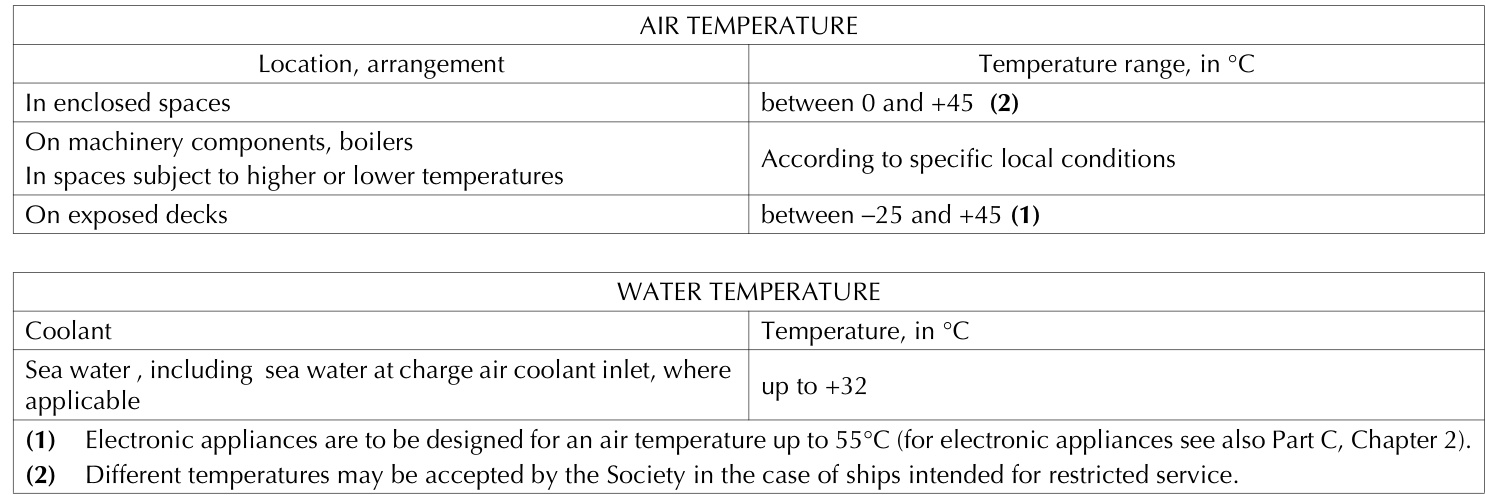 AIR TEMPERATURE
Location, arrangement Temperature range, in °C
In enclosed spaces between 0 and +45 (2)
On machinery components, boilers
In spaces subject to higher or lower temperatures
According to specific local conditions
On exposed decks between –25 and +45 (1)
WATER TEMPERATURE
Coolant Temperature, in °C
Sea water , including sea water at charge air coolant inlet, where
applicable
up to +32
(1) Electronic appliances are to be designed for an air temperature up to 55°C (for electronic appliances see also Part C, Chapter 2).
(2) Different temperatures may be accepted by the Society in the case of ships intended for restricted service.